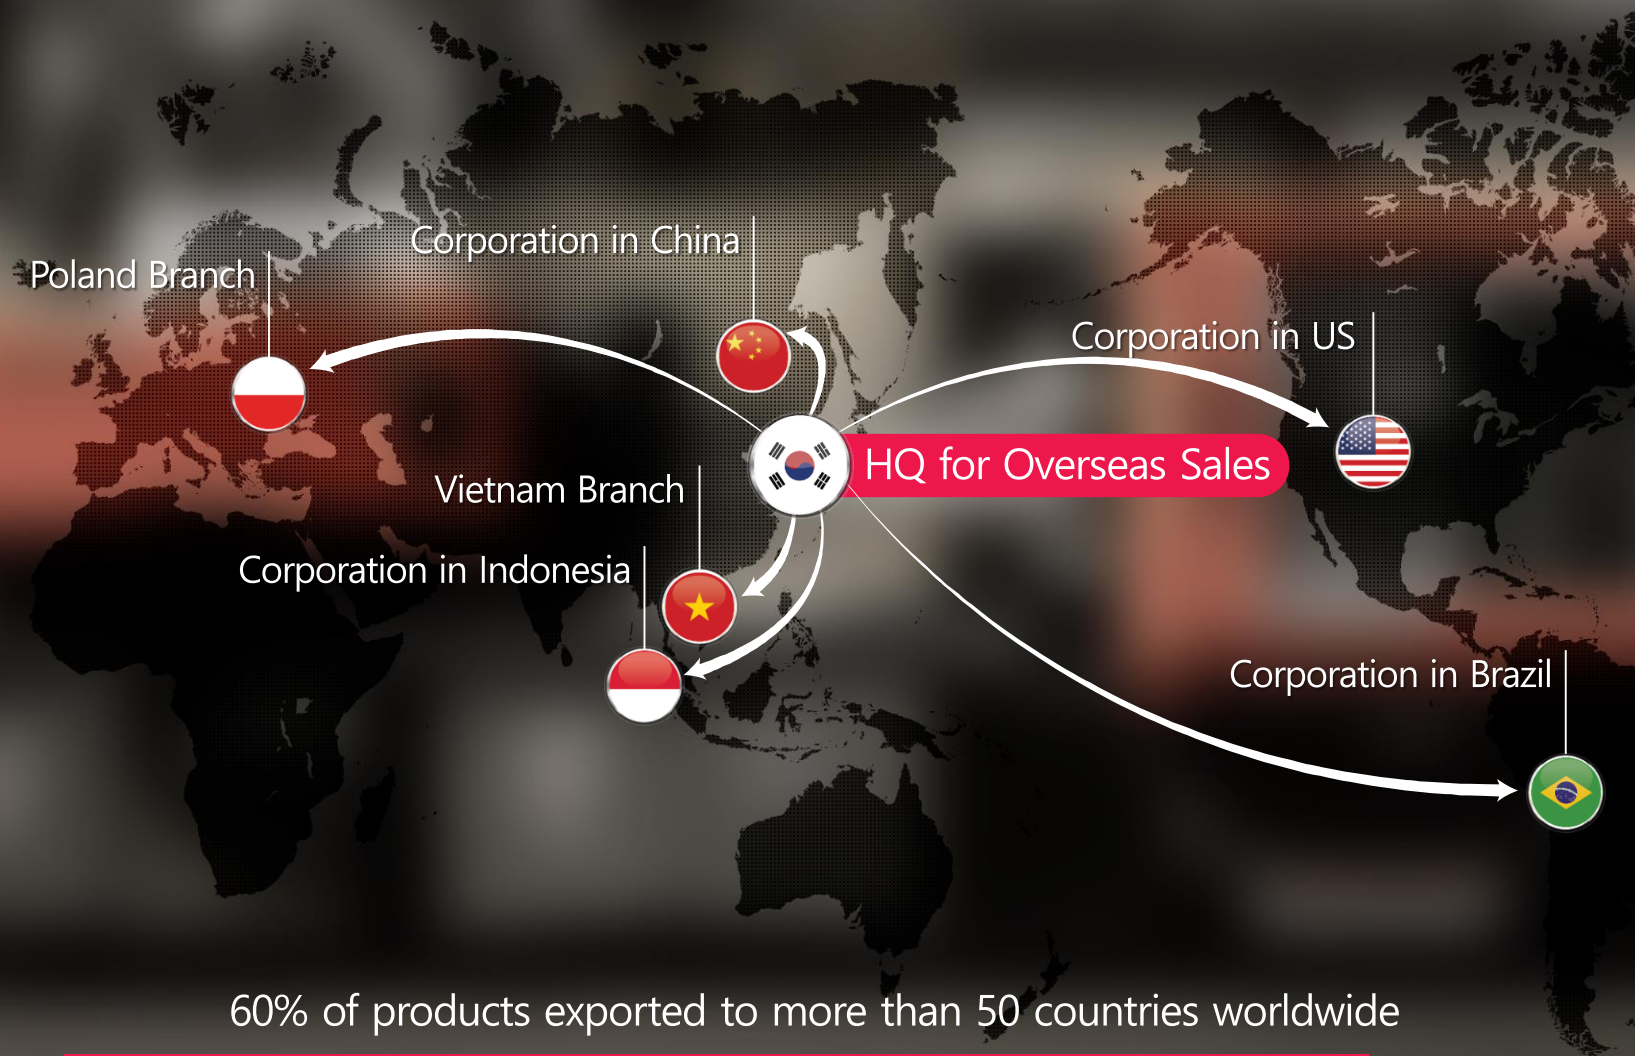 Corporation in China
Poland Branch
Corporation in US
HQ for Overseas Sales
Vietnam Branch
Corporation in Indonesia
Corporation in Brazil
60% of products exported to more than 50 countries worldwide